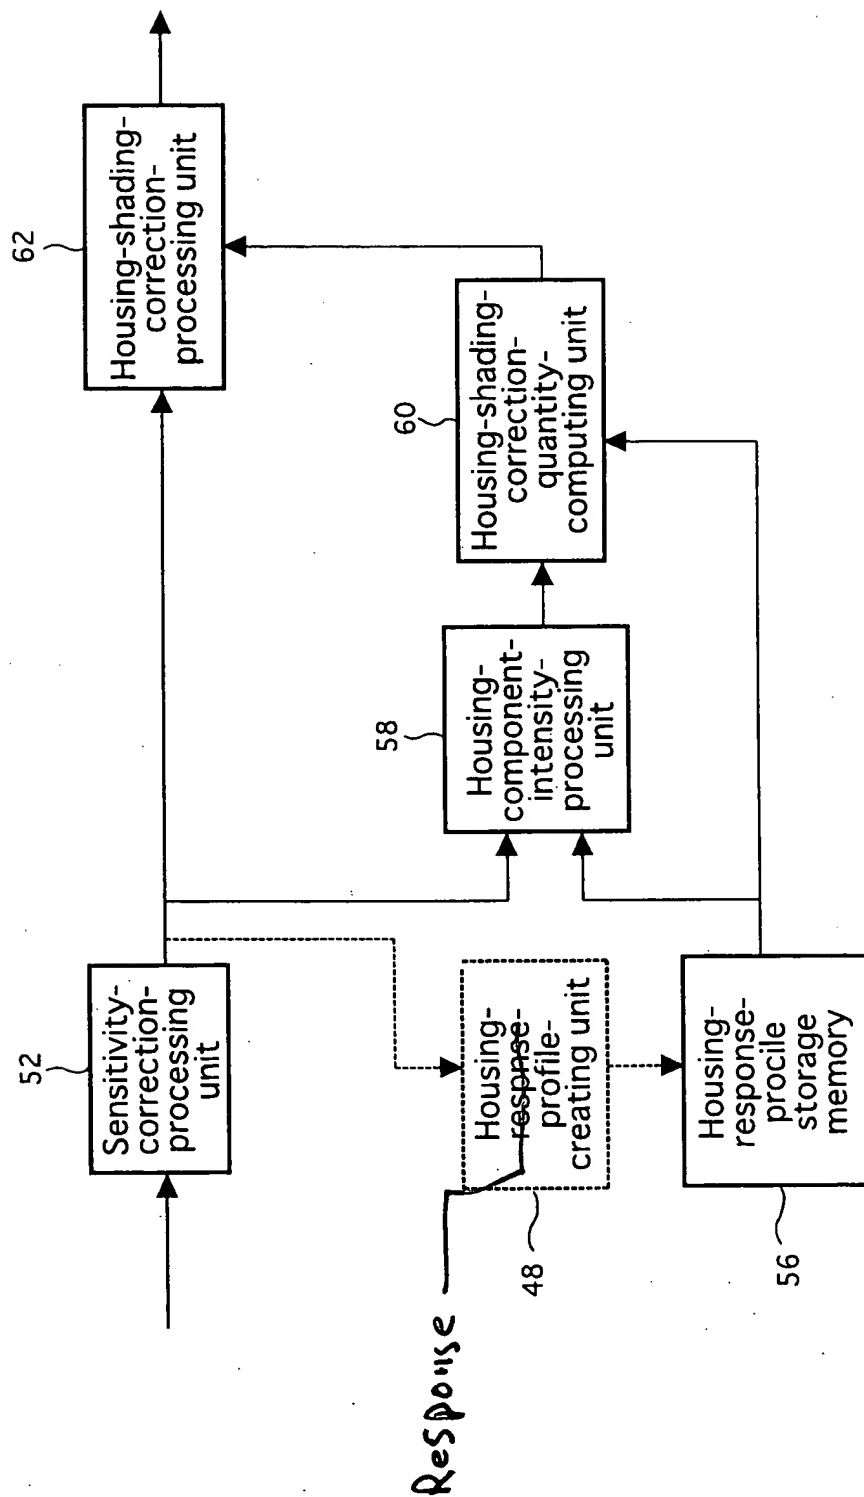 62
Housing-shading-
correction-
processing unit
52
Sensitivity-
correction-
processing
unit
60
Housing-shading-
correction-
quantity-
computing unit
58
Housing-
component-
intensity-
processing
unit
Housing-
respnse-
profile-
creating unit
48
Response
Housing-
response-
procile
storage
memory
56